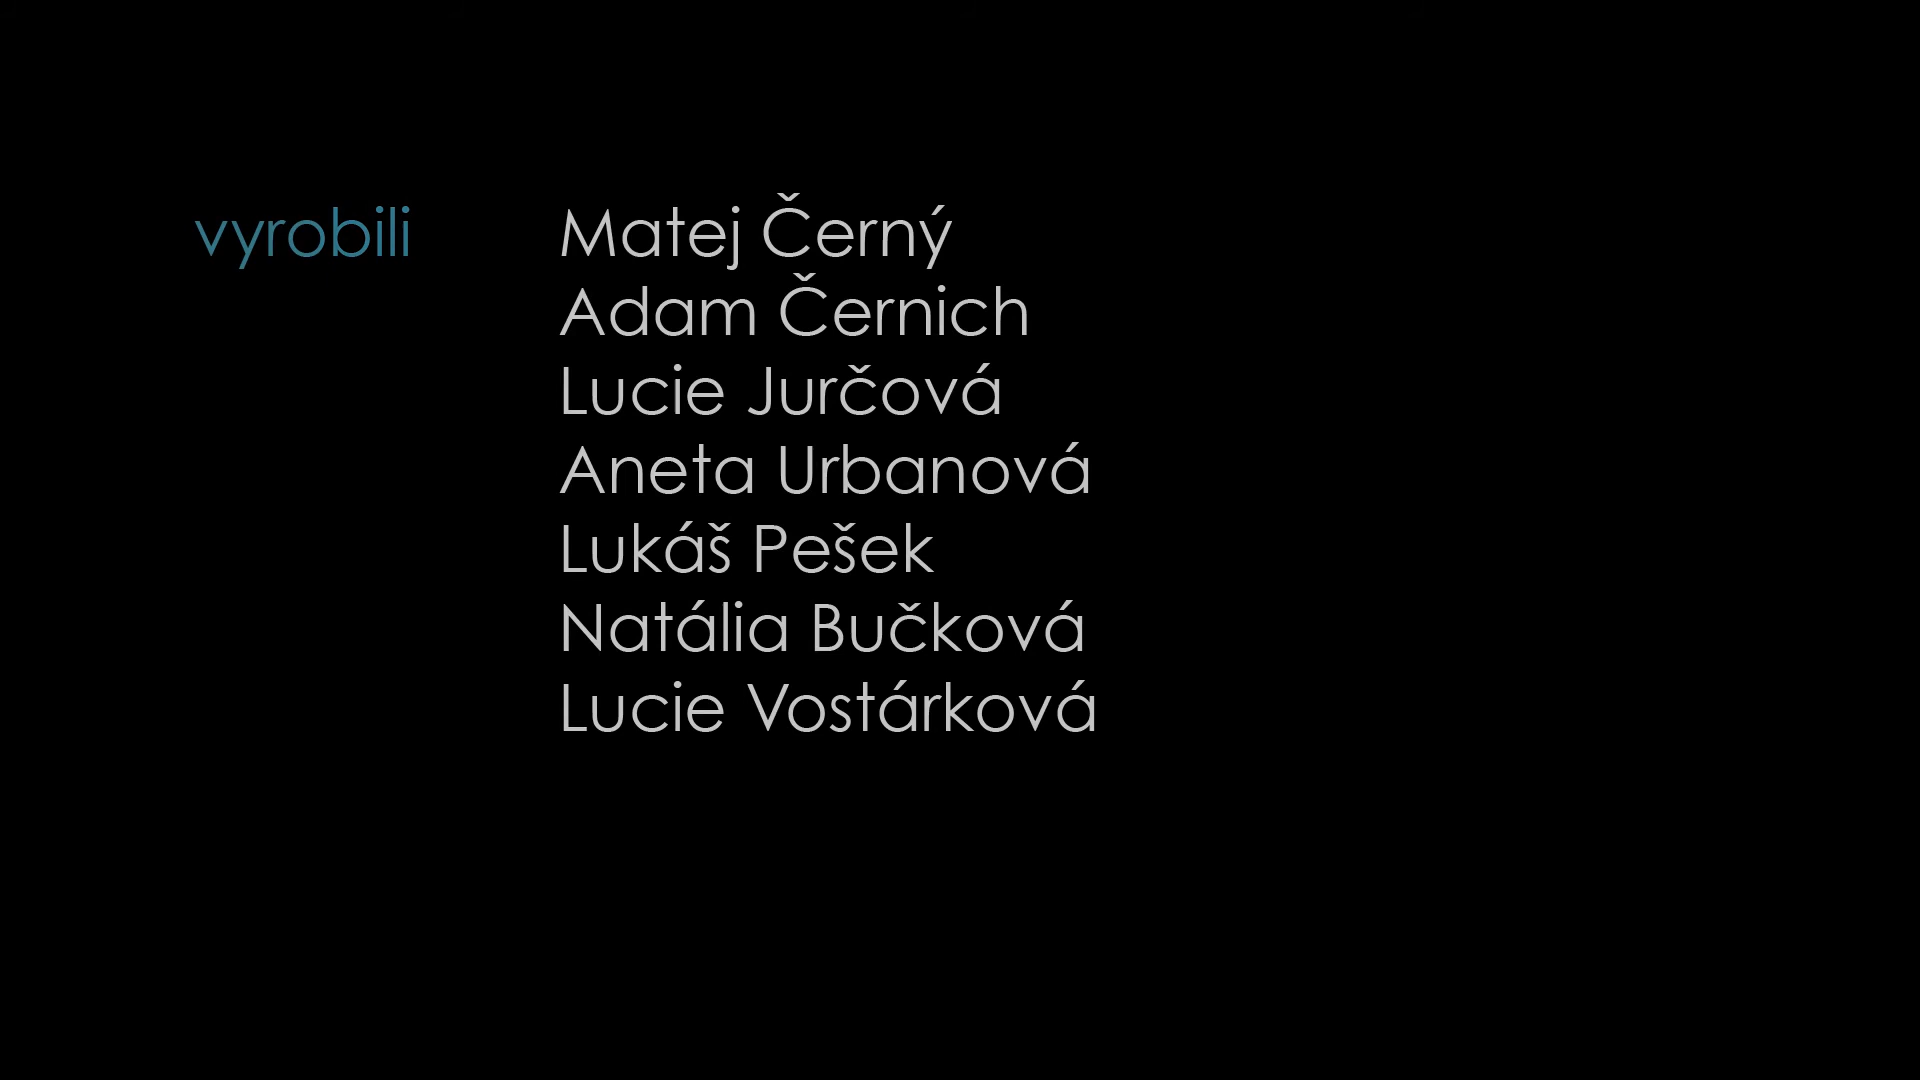 vyrobili Matej Černý
Adam Černich
Lucie Jurčová
Aneta Urbanová
Lukáš Pešek
Natália Bučková
Lucie Vostárková